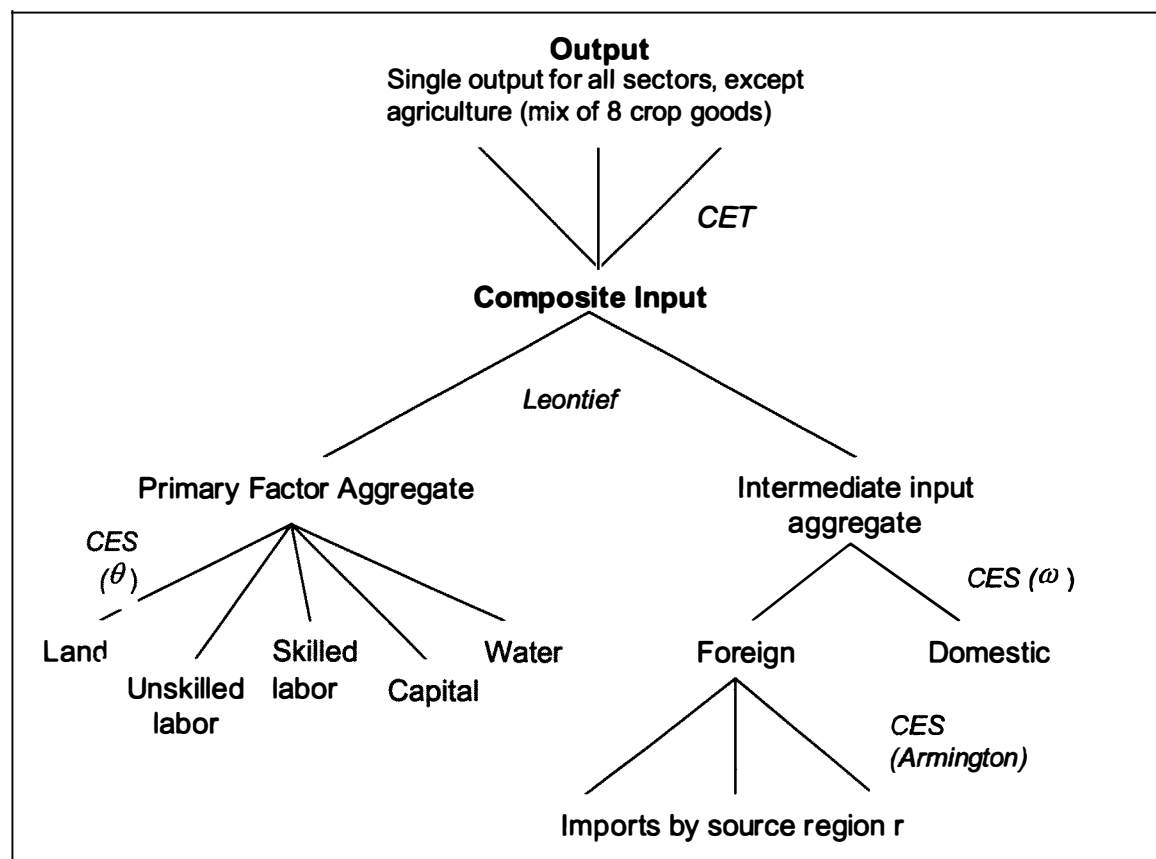 Output
Single output for all sectors, except
agriculture (mix of 8 crop goods)
CET
Composite Input
Leontief
Primary Factor Aggregate
Intermediate input
aggregate
CES
(θ)
CES (ω)
Land
Unskilled
labor
Skilled
labor
Capital
Water
Foreign
Domestic
CES
(Armington)
Imports by source region r